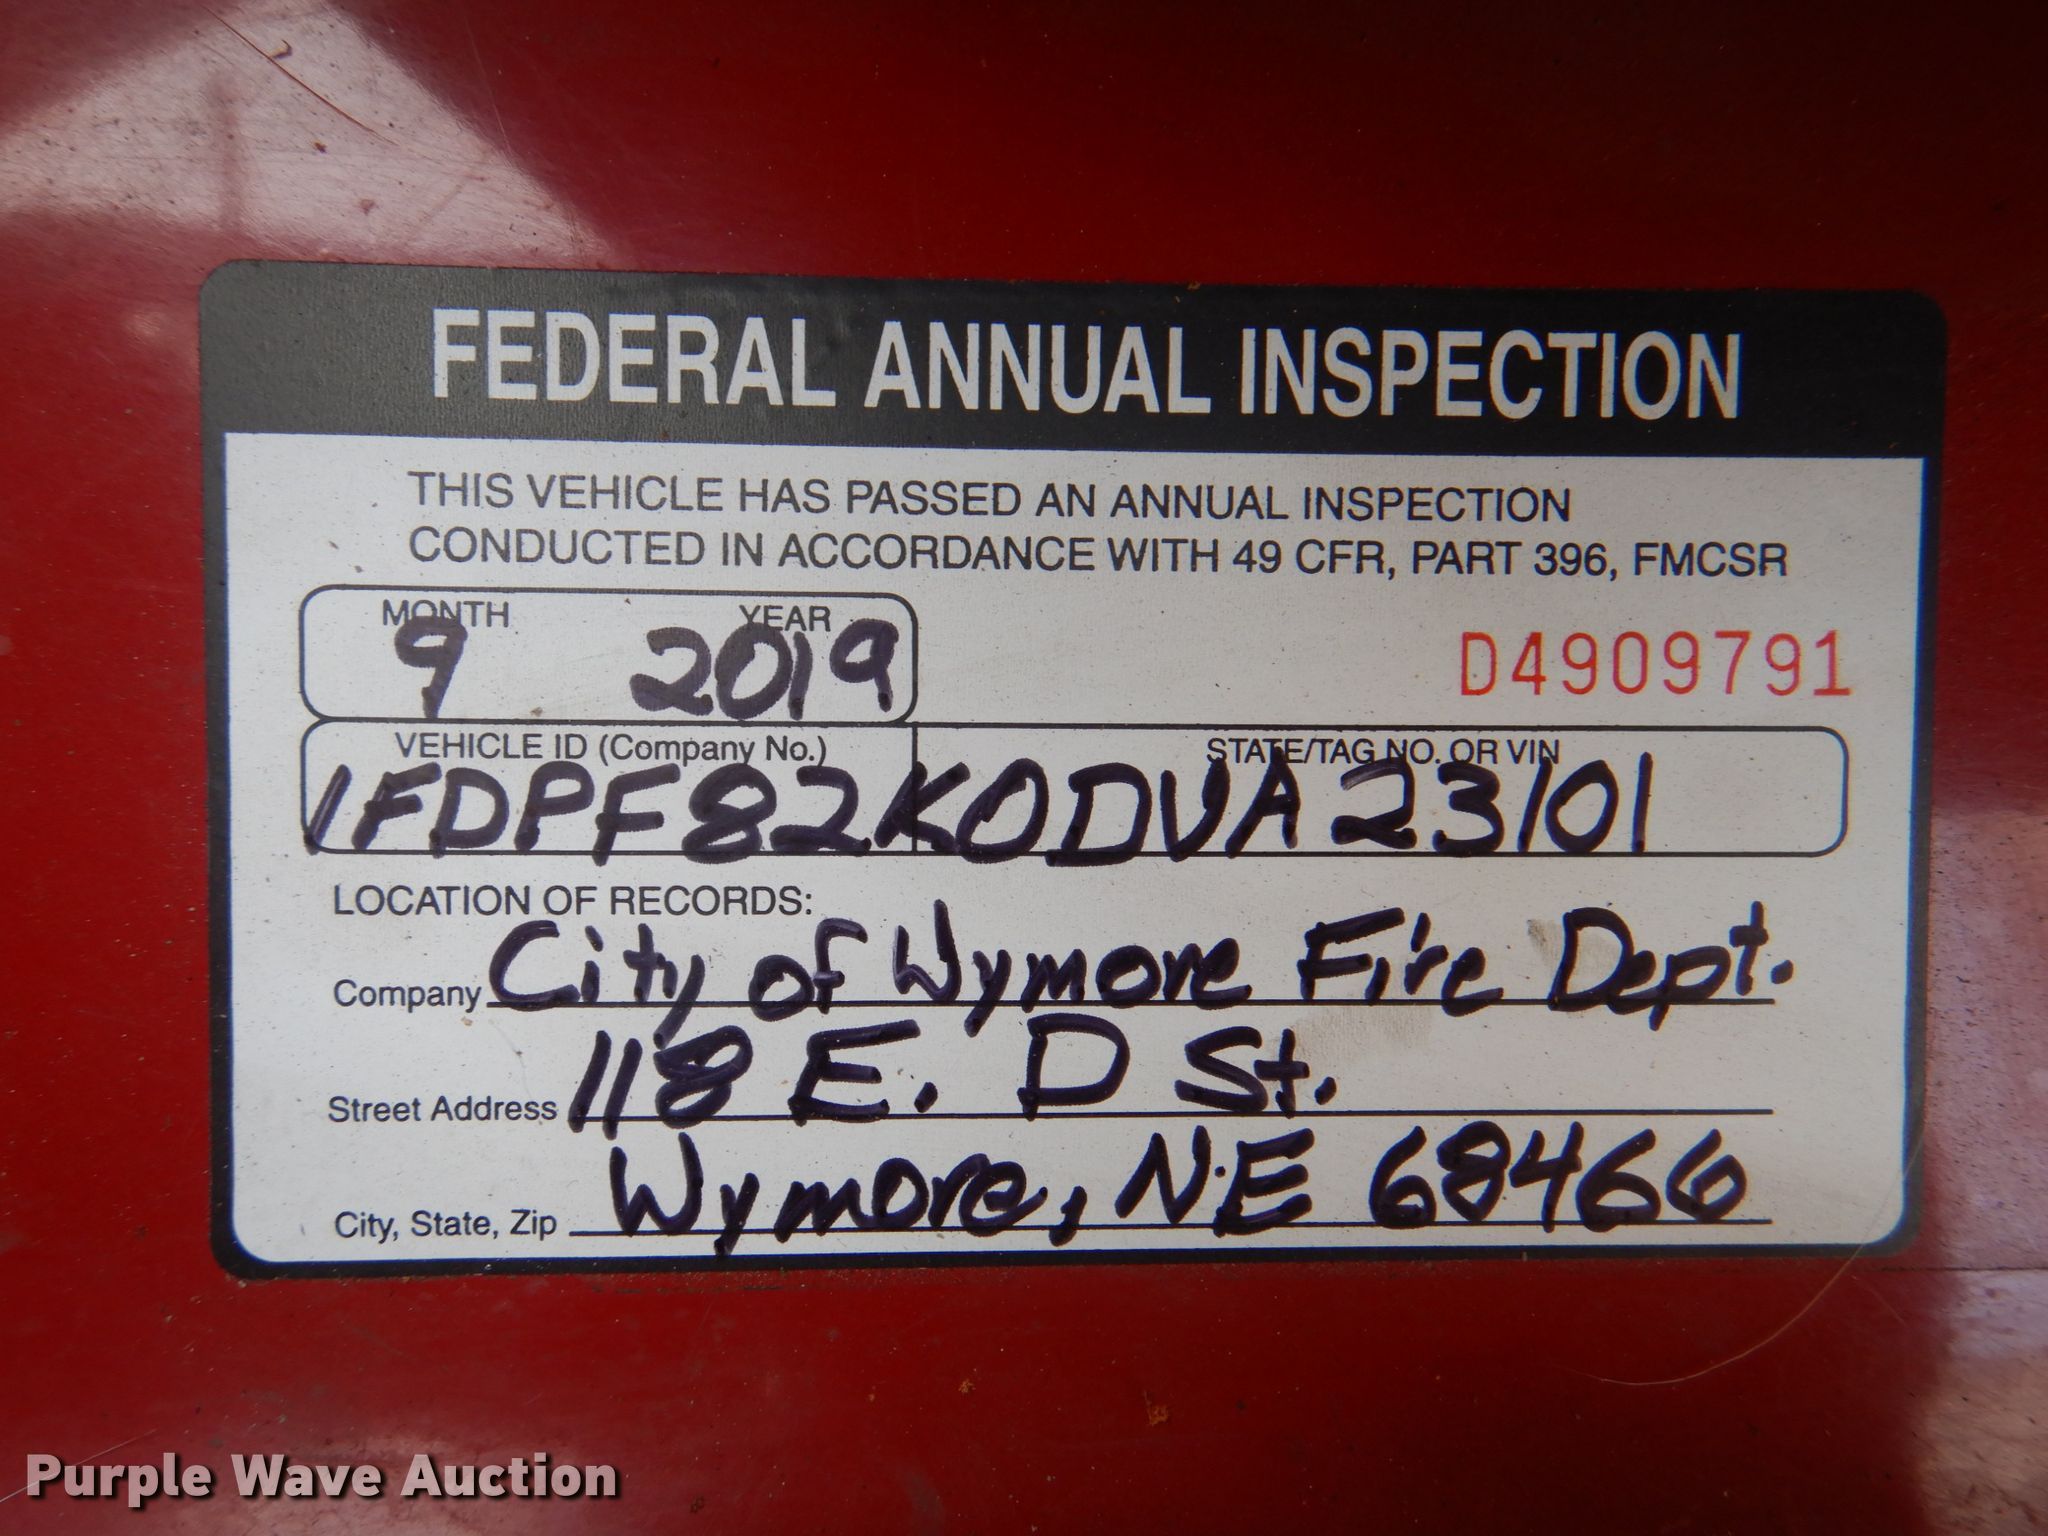 FEDERAL ANNUAL INSPECTION
THIS VEHICLE HAS PASSED AN ANNUAL INSPECTION
CONDUCTED IN ACCORDANCE WITH 49 CFR, PART 396, FMCSR
MONTH YEAR
9 2019
D4909791
VEHICLE ID (Company No.) STATE/TAG NO. OR VIN
1FDPF82K0DVA23101
LOCATION OF RECORDS:
Company City of Wymore Fire Dept.
Street Address 118 E. D St.
City, State, Zip Wymore, N.E 68466
Purple Wave Auction